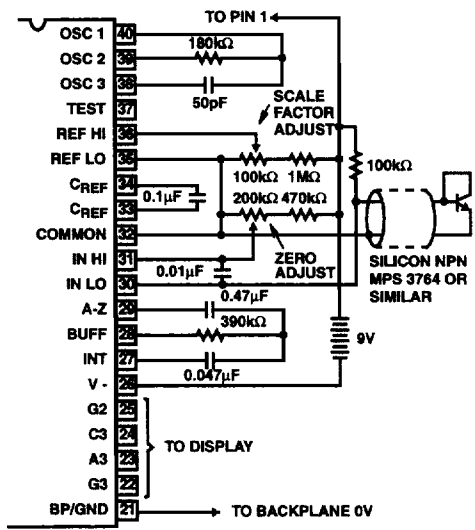 TO PIN 1
OSC 1 40
OSC 2 39
180kΩ
OSC 3 38
50pF
TEST 37
SCALE
FACTOR
ADJUST
REF HI 36
REF LO 35
100kΩ
1MΩ
100kΩ
CREF 34
0.1µF
200kΩ
470kΩ
CREF 33
COMMON 32
IN HI 31
ZERO
ADJUST
0.01µF
IN LO 30
SILICON NPN
MPS 3764 OR
SIMILAR
0.47µF
A-Z 29
390kΩ
BUFF 28
9V
INT 27
0.047µF
V - 26
G2 25
C3 24
TO DISPLAY
A3 23
G3 22
BP/GND 21
TO BACKPLANE 0V